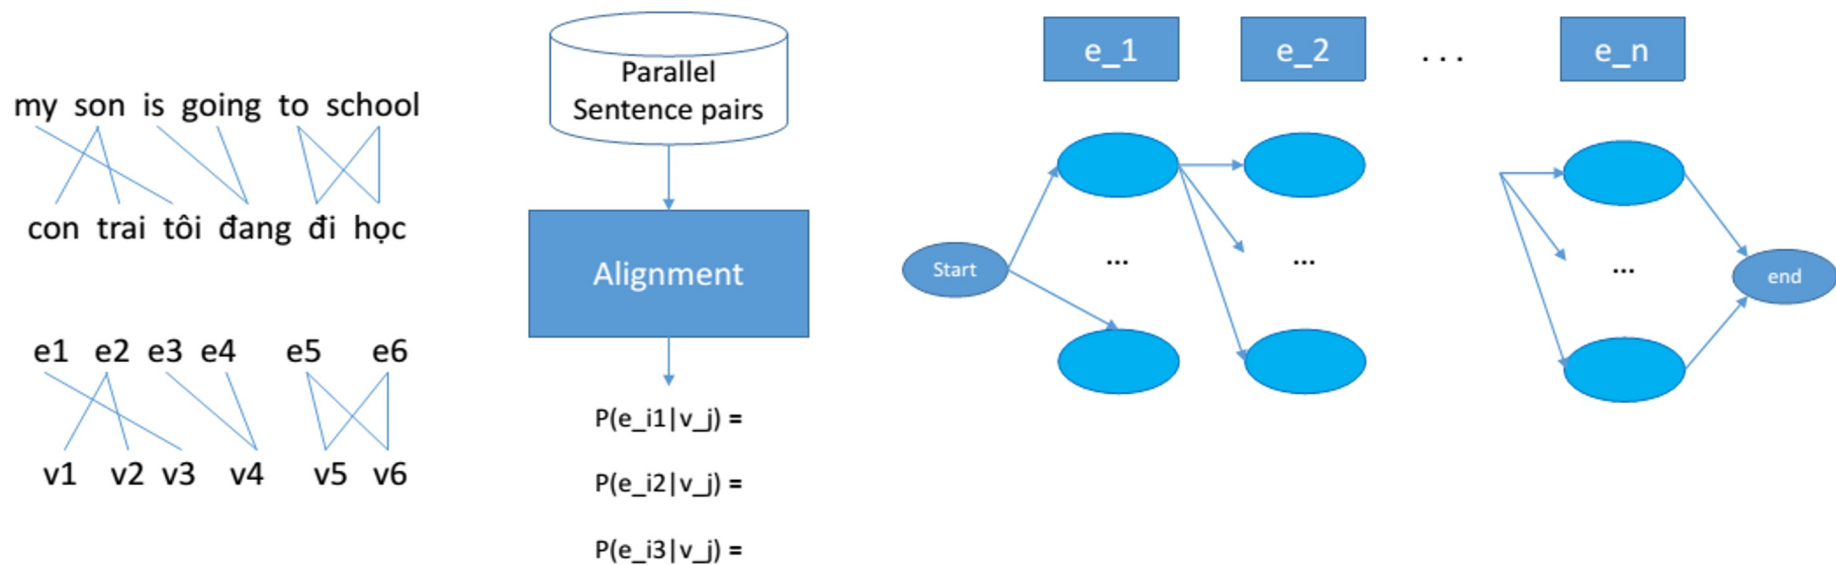 my son is going to school
con trai tôi đang đi học
e1 e2 e3 e4 e5 e6
v1 v2 v3 v4 v5 v6
Parallel
Sentence pairs
Alignment
P(e_i1|v_j) =
P(e_i2|v_j) =
P(e_i3|v_j) =
e_1 e_2 ... e_n
Start
...
...
...
end